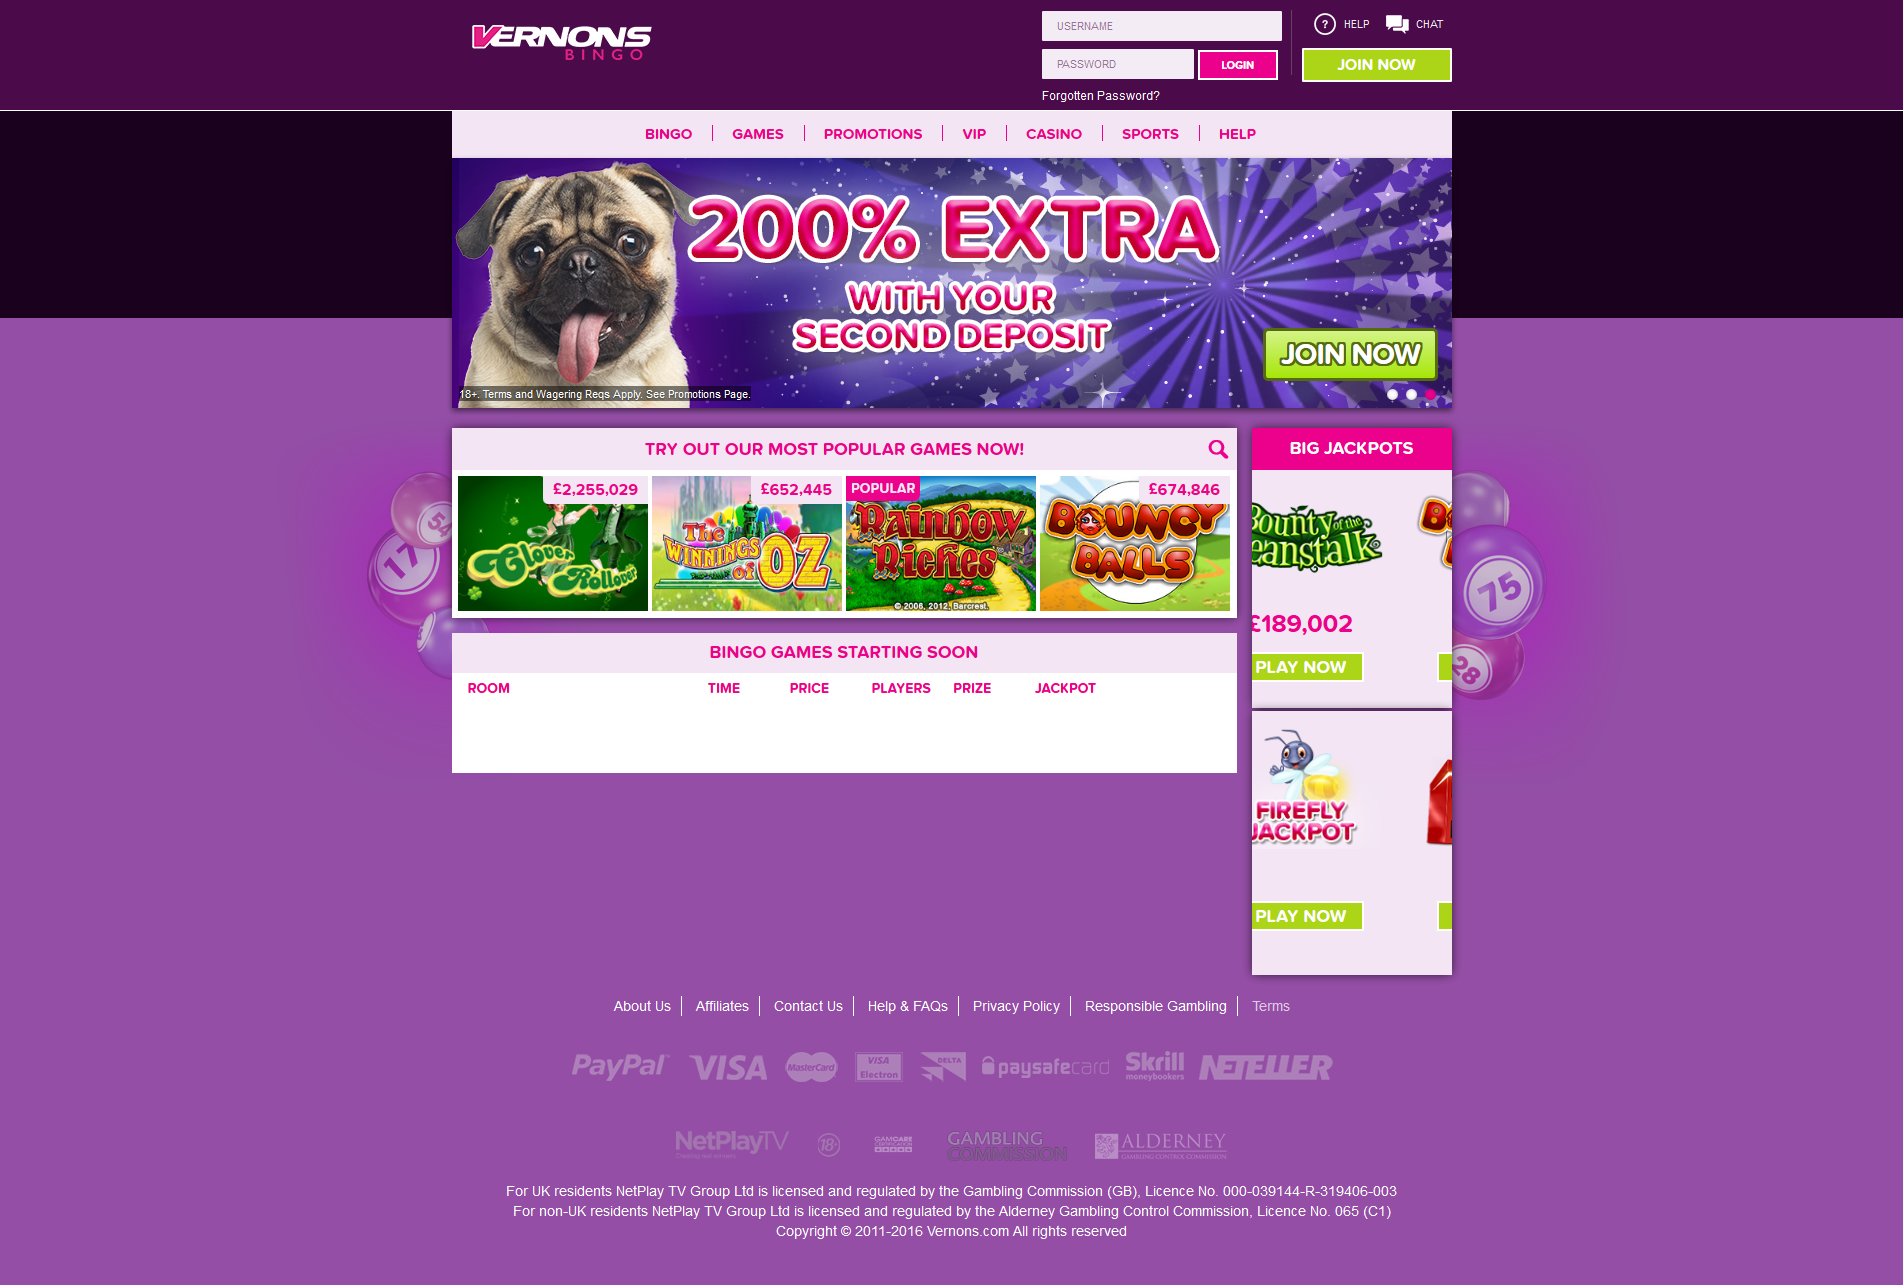 VERNONS
BINGO
USERNAME
PASSWORD
LOGIN
Forgotten Password?
? HELP
CHAT
JOIN NOW
BINGO
GAMES
PROMOTIONS
VIP
CASINO
SPORTS
HELP
200% EXTRA
WITH YOUR
SECOND DEPOSIT
JOIN NOW
18+. Terms and Wagering Reqs Apply. See Promotions Page.
TRY OUT OUR MOST POPULAR GAMES NOW!
£2,255,029
Clover
Rollover
£652,445
The
WINNINGS
of OZ
POPULAR
Rainbow
Riches
© 2006, 2012, Barcrest.
£674,846
BOUNCY
BALLS
BIG JACKPOTS
Bounty of the
eanstalk
£189,002
PLAY NOW
FIREFLY
JACKPOT
PLAY NOW
54
17
75
28
BINGO GAMES STARTING SOON
ROOM
TIME
PRICE
PLAYERS
PRIZE
JACKPOT
About Us
Affiliates
Contact Us
Help & FAQs
Privacy Policy
Responsible Gambling
Terms
PayPal
VISA
MasterCard
VISA
Electron
DELTA
paysafecard
Skrill
moneybookers
NETELLER
NetPlayTV
18+
GAMCARE
CERTIFICATION
GAMBLING
COMMISSION
ALDERNEY
GAMBLING CONTROL COMMISSION
For UK residents NetPlay TV Group Ltd is licensed and regulated by the Gambling Commission (GB), Licence No. 000-039144-R-319406-003
For non-UK residents NetPlay TV Group Ltd is licensed and regulated by the Alderney Gambling Control Commission, Licence No. 065 (C1)
Copyright © 2011-2016 Vernons.com All rights reserved